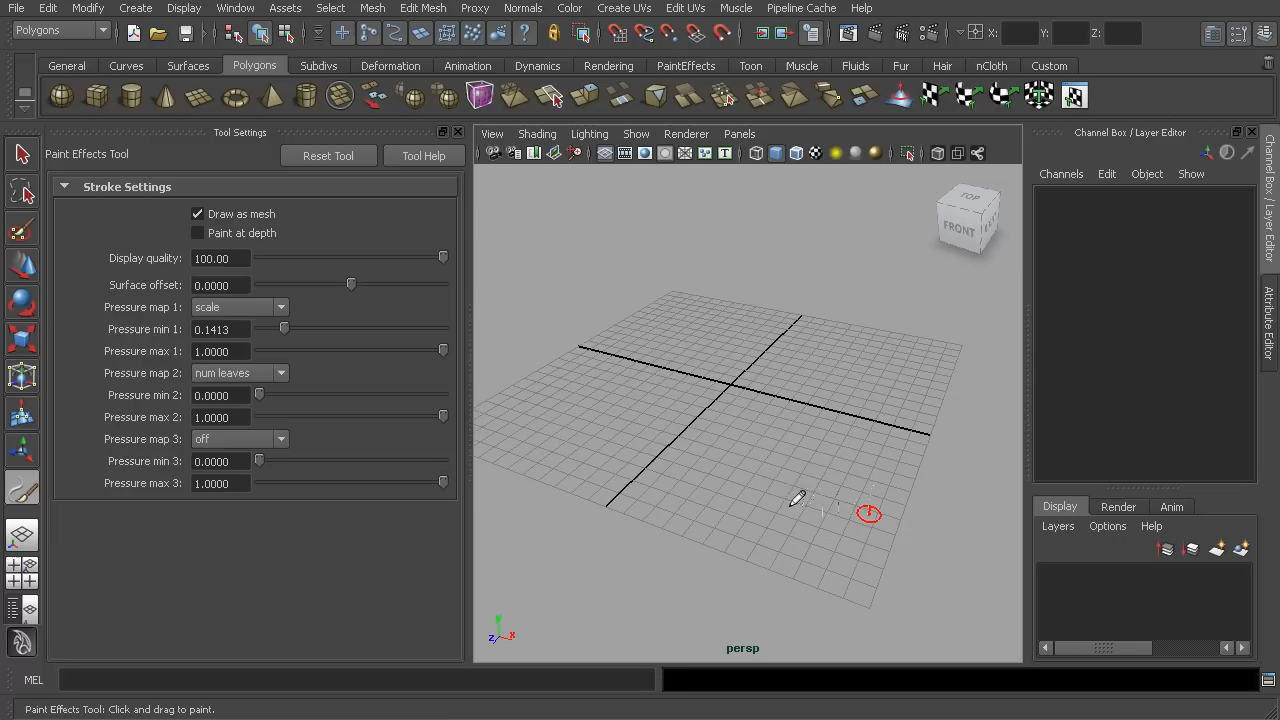 File Edit Modify Create Display Window Assets Select Mesh Edit Mesh Proxy Normals Color Create UVs Edit UVs Muscle Pipeline Cache Help
Polygons X: Y: Z:
General Curves Surfaces Polygons Subdivs Deformation Animation Dynamics Rendering PaintEffects Toon Muscle Fluids Fur Hair nCloth Custom
Tool Settings
Paint Effects Tool Reset Tool Tool Help
Stroke Settings
Draw as mesh
Paint at depth
Display quality: 100.00
Surface offset: 0.0000
Pressure map 1: scale
Pressure min 1: 0.1413
Pressure max 1: 1.0000
Pressure map 2: num leaves
Pressure min 2: 0.0000
Pressure max 2: 1.0000
Pressure map 3: off
Pressure min 3: 0.0000
Pressure max 3: 1.0000
View Shading Lighting Show Renderer Panels
TOP
FRONT
y
z x
persp
Channel Box / Layer Editor
Channels Edit Object Show
Channel Box / Layer Editor
Attribute Editor
Display Render Anim
Layers Options Help
MEL
Paint Effects Tool: Click and drag to paint.